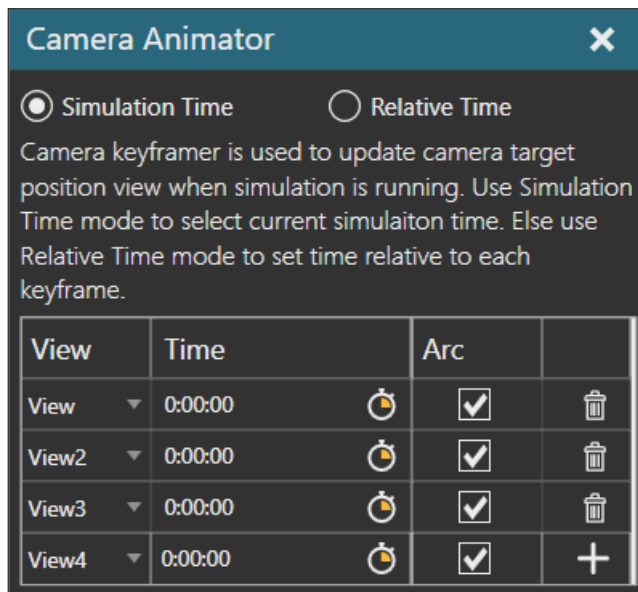 Camera Animator
Simulation Time Relative Time
Camera keyframer is used to update camera target
position view when simulation is running. Use Simulation
Time mode to select current simulaiton time. Else use
Relative Time mode to set time relative to each
keyframe.
View Time Arc
View 0:00:00
View2 0:00:00
View3 0:00:00
View4 0:00:00